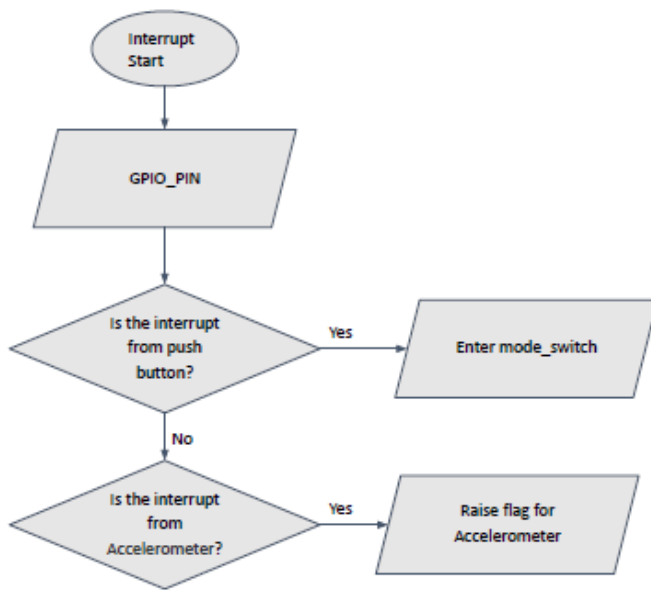 Interrupt
Start
GPIO_PIN
Is the interrupt
from push
button?
Yes
Enter mode_switch
No
Is the interrupt
from
Accelerometer?
Yes
Raise flag for
Accelerometer